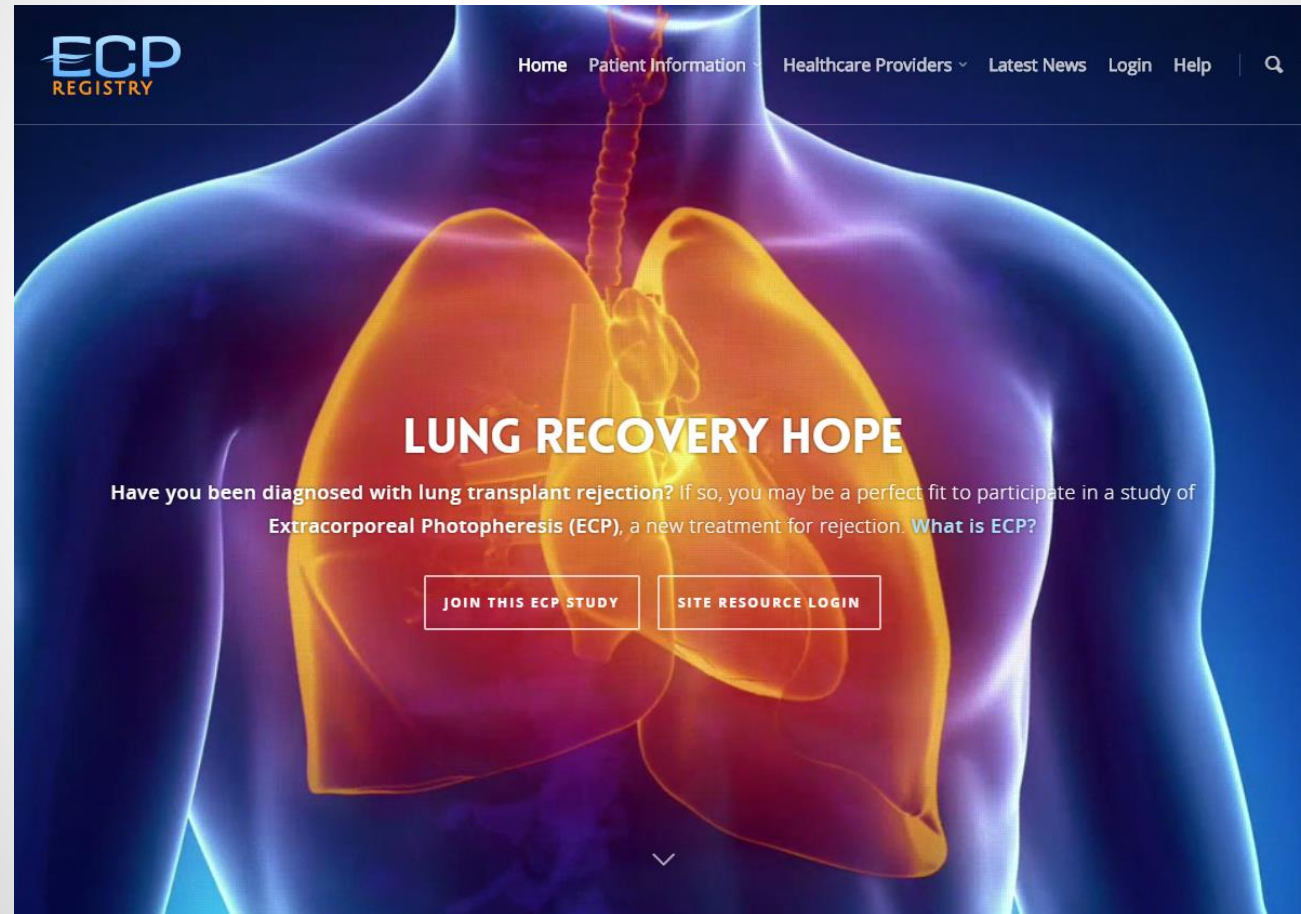 ECP
REGISTRY
Home Patient Information Healthcare Providers Latest News Login Help
LUNG RECOVERY HOPE
Have you been diagnosed with lung transplant rejection? If so, you may be a perfect fit to participate in a study of
Extracorporeal Photopheresis (ECP), a new treatment for rejection. What is ECP?
JOIN THIS ECP STUDY SITE RESOURCE LOGIN